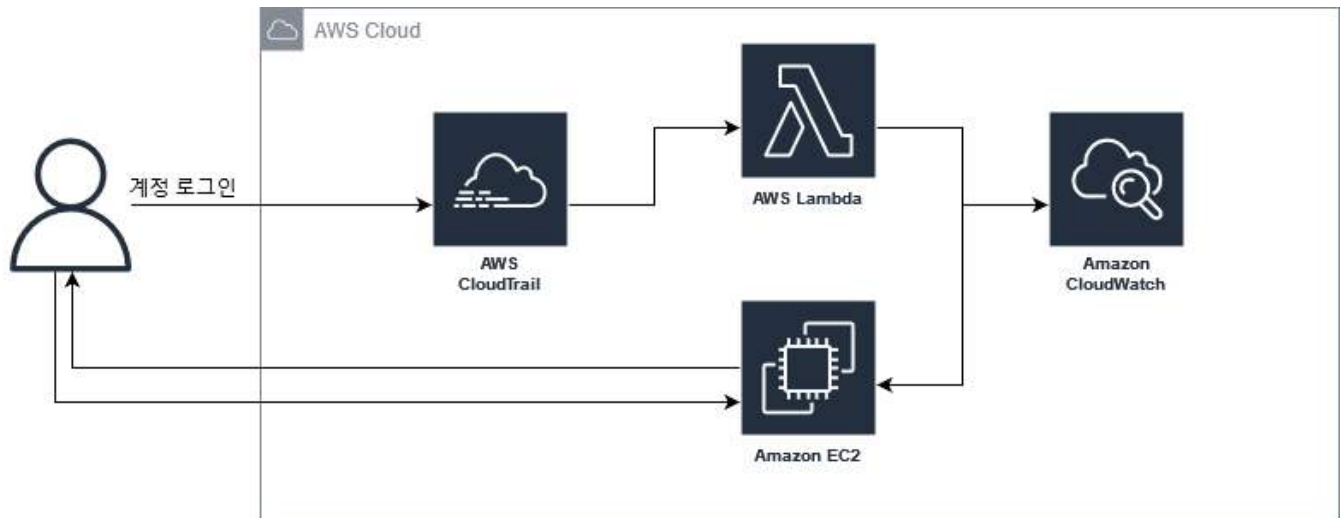 AWS Cloud
계정 로그인
AWS Lambda
AWS
CloudTrail
Amazon
CloudWatch
Amazon EC2